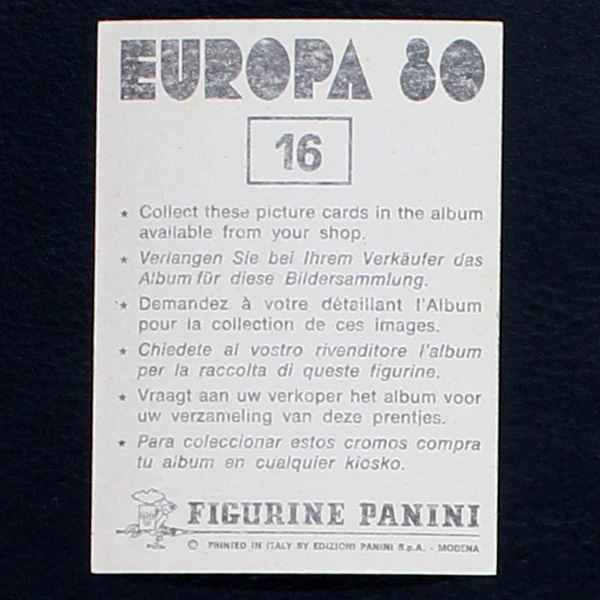 EUROPA 80
16
★ Collect these picture cards in the album
available from your shop.
★ Verlangen Sie bei Ihrem Verkäufer das
Album für diese Bildersammlung.
★ Demandez à votre détaillant l'Album
pour la collection de ces images.
★ Chiedete al vostro rivenditore l'album
per la raccolta di queste figurine.
★ Vraagt aan uw verkoper het album voor
uw verzameling van deze prentjes.
★ Para coleccionar estos cromos compra
tu album en cualquier kiosko.
FIGURINE PANINI
© PRINTED IN ITALY BY EDIZIONI PANINI S.p.A. - MODENA